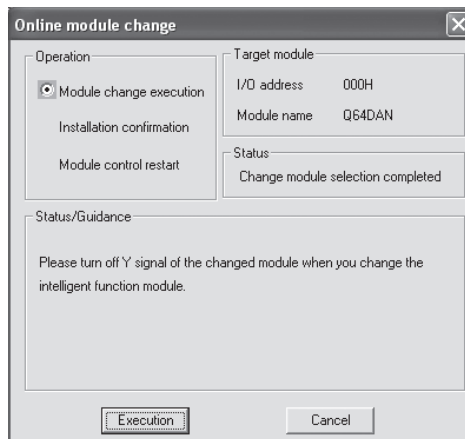 Online module change
Operation
Module change execution
Installation confirmation
Module control restart
Target module
I/O address 000H
Module name Q64DAN
Status
Change module selection completed
Status/Guidance
Please turn off Y signal of the changed module when you change the
intelligent function module.
Execution
Cancel